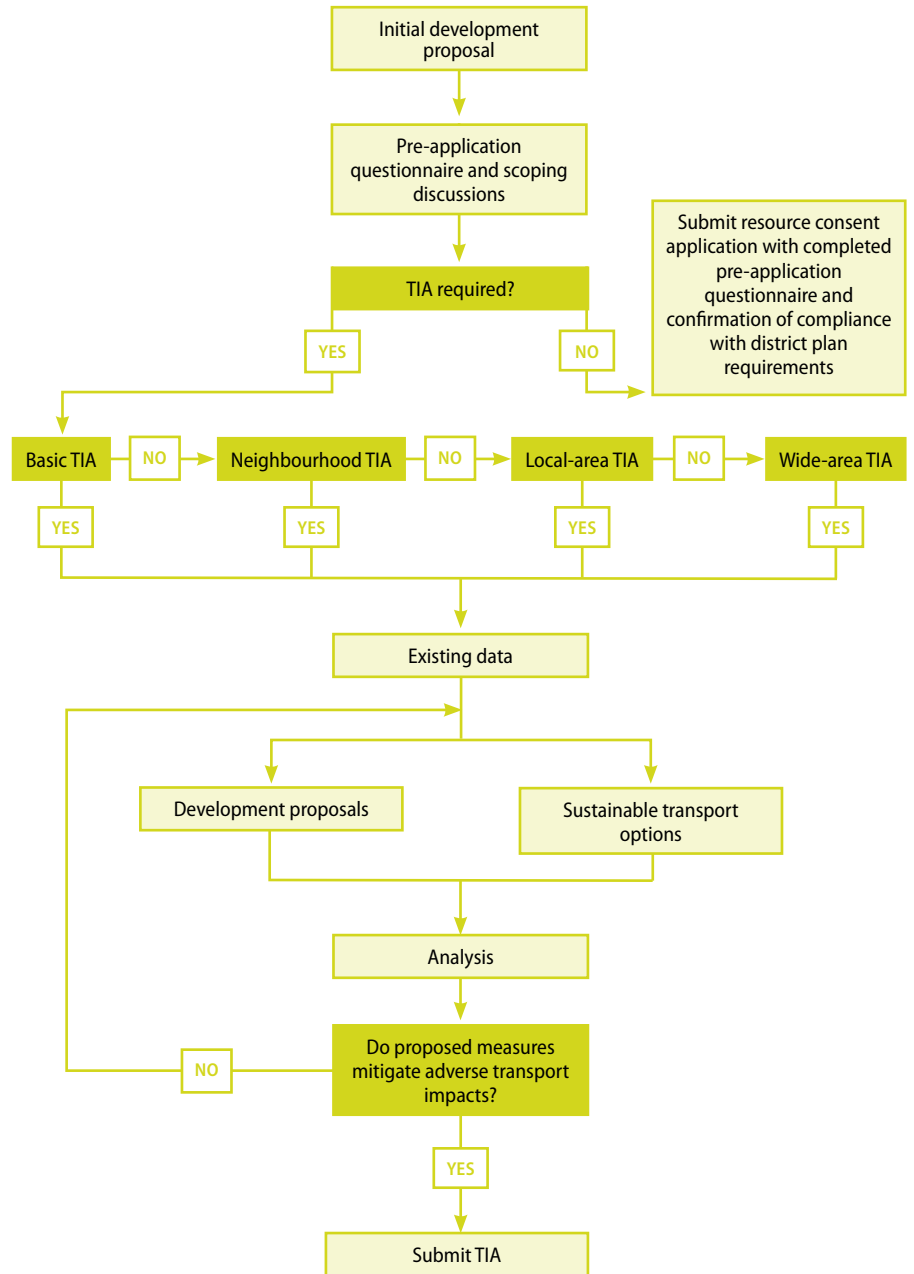 Initial development
proposal
Pre-application
questionnaire and scoping
discussions
Submit resource consent
application with completed
pre-application
questionnaire and
confirmation of compliance
with district plan
requirements
TIA required?
YES
NO
Basic TIA
NO
Neighbourhood TIA
NO
Local-area TIA
NO
Wide-area TIA
YES
YES
YES
YES
Existing data
Development proposals
Sustainable transport
options
Analysis
Do proposed measures
mitigate adverse transport
impacts?
NO
YES
Submit TIA